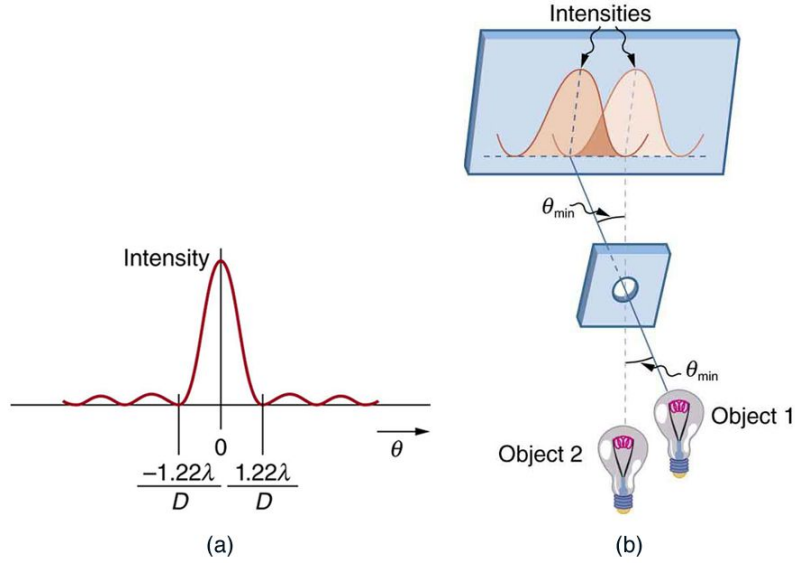 Intensity
0
θ
−1.22λ
D
1.22λ
D
(a)
Intensities
θmin
θmin
Object 1
Object 2
(b)